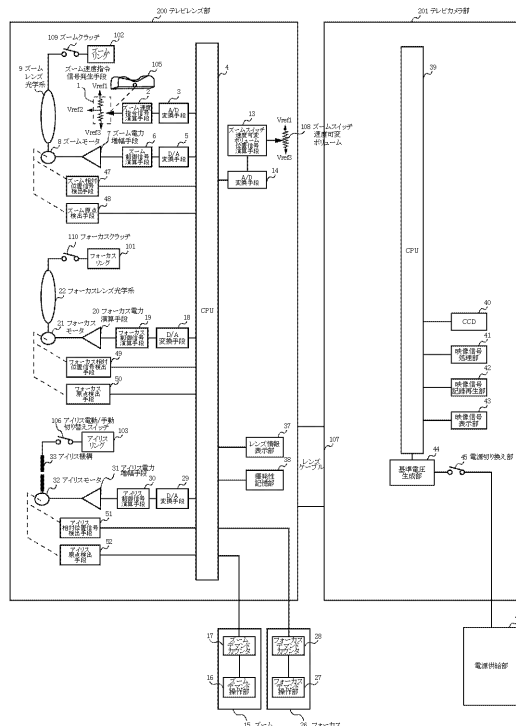 200 テレビレンズ部
201 テレビカメラ部
109 ズームクラッチ
102
ズーム
リング
9 ズーム
レンズ
光学系
ズーム速度指令
信号発生手段
105
1
Vref1
Vref2
Vref3
2
ズーム速度
指令信号
演算手段
3
A/D
変換手段
4
39
13
ズームスイッチ
速度可変
ボリューム
位置信号
演算手段
Vref1
108 ズームスイッチ
速度可変
ボリューム
Vref3
7 ズーム電力
増幅手段
8 ズームモータ
6
ズーム
制御信号
演算手段
5
D/A
変換手段
14
A/D
変換手段
47
ズーム相対
位置信号
検出手段
48
ズーム原点
検出手段
110 フォーカスクラッチ
101
フォーカス
リング
CPU
CPU
22 フォーカスレンズ光学系
20 フォーカス電力
演算手段
21 フォーカス
モータ
19
フォーカス
制御信号
演算手段
18
D/A
変換手段
49
フォーカス相対
位置信号検出
手段
50
フォーカス
原点検出
手段
40
CCD
41
映像信号
処理部
42
映像信号
記録再生部
43
映像信号
表示部
106 アイリス電動/手動
切り替えスイッチ
103
アイリス
リング
33 アイリス機構
31 アイリス電力
増幅手段
32 アイリスモータ
30
アイリス
制御信号
演算手段
29
D/A
変換手段
37
レンズ情報
表示部
38
揮発性
記憶部
107
レンズ
ケーブル
44
基準電圧
生成部
45 電源切り換え部
51
アイリス
相対位置信号
検出手段
52
アイリス
原点検出
手段
17
ズーム
デマンド
カウンタ
16
ズーム
デマンド
操作部
28
フォーカス
デマンド
カウンタ
27
フォーカス
デマンド
操作部
電源供給部
15 ズーム
26 フォーカス